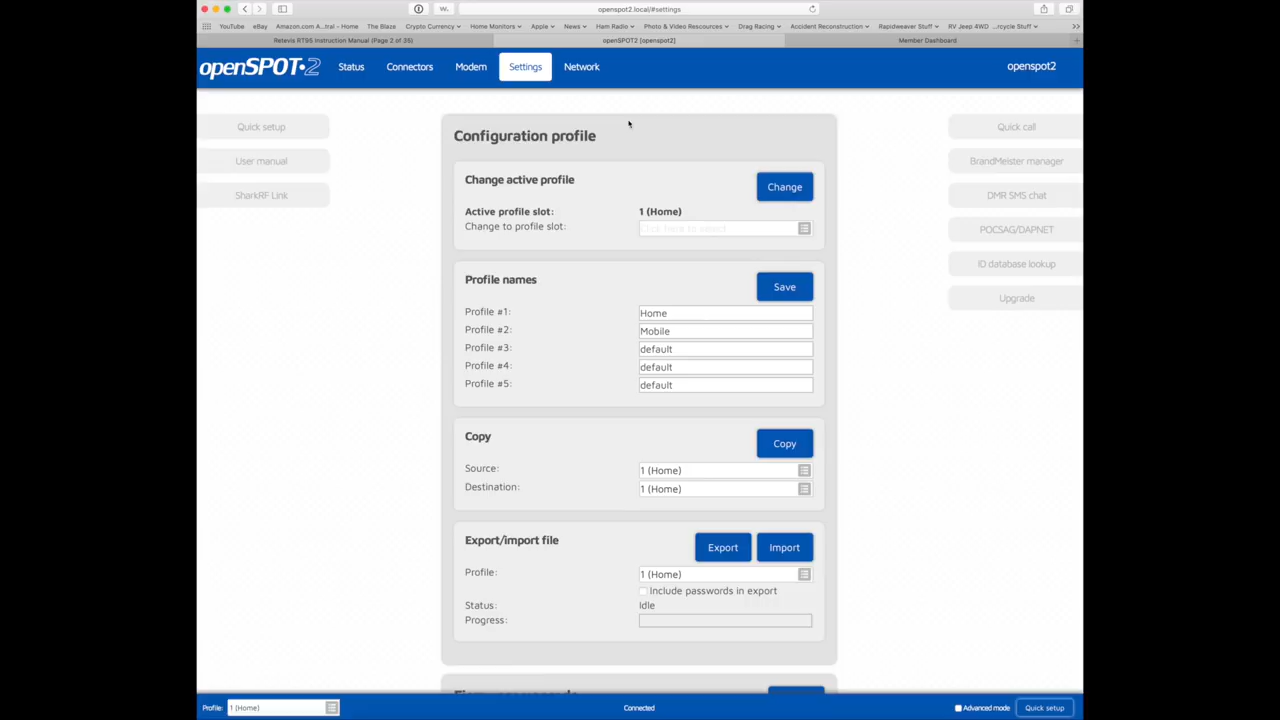 openspot2.local/#settings
YouTube eBay Amazon.com A...iral - Home The Blaze Crypto Currency Home Monitors Apple News Ham Radio Photo & Video Rescources Drag Racing Accident Reconstruction Rapidweaver Stuff RV Jeep 4WD ...rcycle Stuff
Retevis RT95 Instruction Manual (Page 2 of 35) openSPOT2 [openspot2] Member Dashboard
openSPOT2 Status Connectors Modem Settings Network openspot2
Quick setup
User manual
SharkRF Link
Configuration profile
Change active profile
Change
Active profile slot: 1 (Home)
Change to profile slot: Click here to select
Profile names
Save
Profile #1: Home
Profile #2: Mobile
Profile #3: default
Profile #4: default
Profile #5: default
Copy
Copy
Source: 1 (Home)
Destination: 1 (Home)
Export/import file
Export Import
Profile: 1 (Home)
Include passwords in export
Status: Idle
Progress:
Quick call
BrandMeister manager
DMR SMS chat
POCSAG/DAPNET
ID database lookup
Upgrade
Profile: 1 (Home) Connected Advanced mode Quick setup